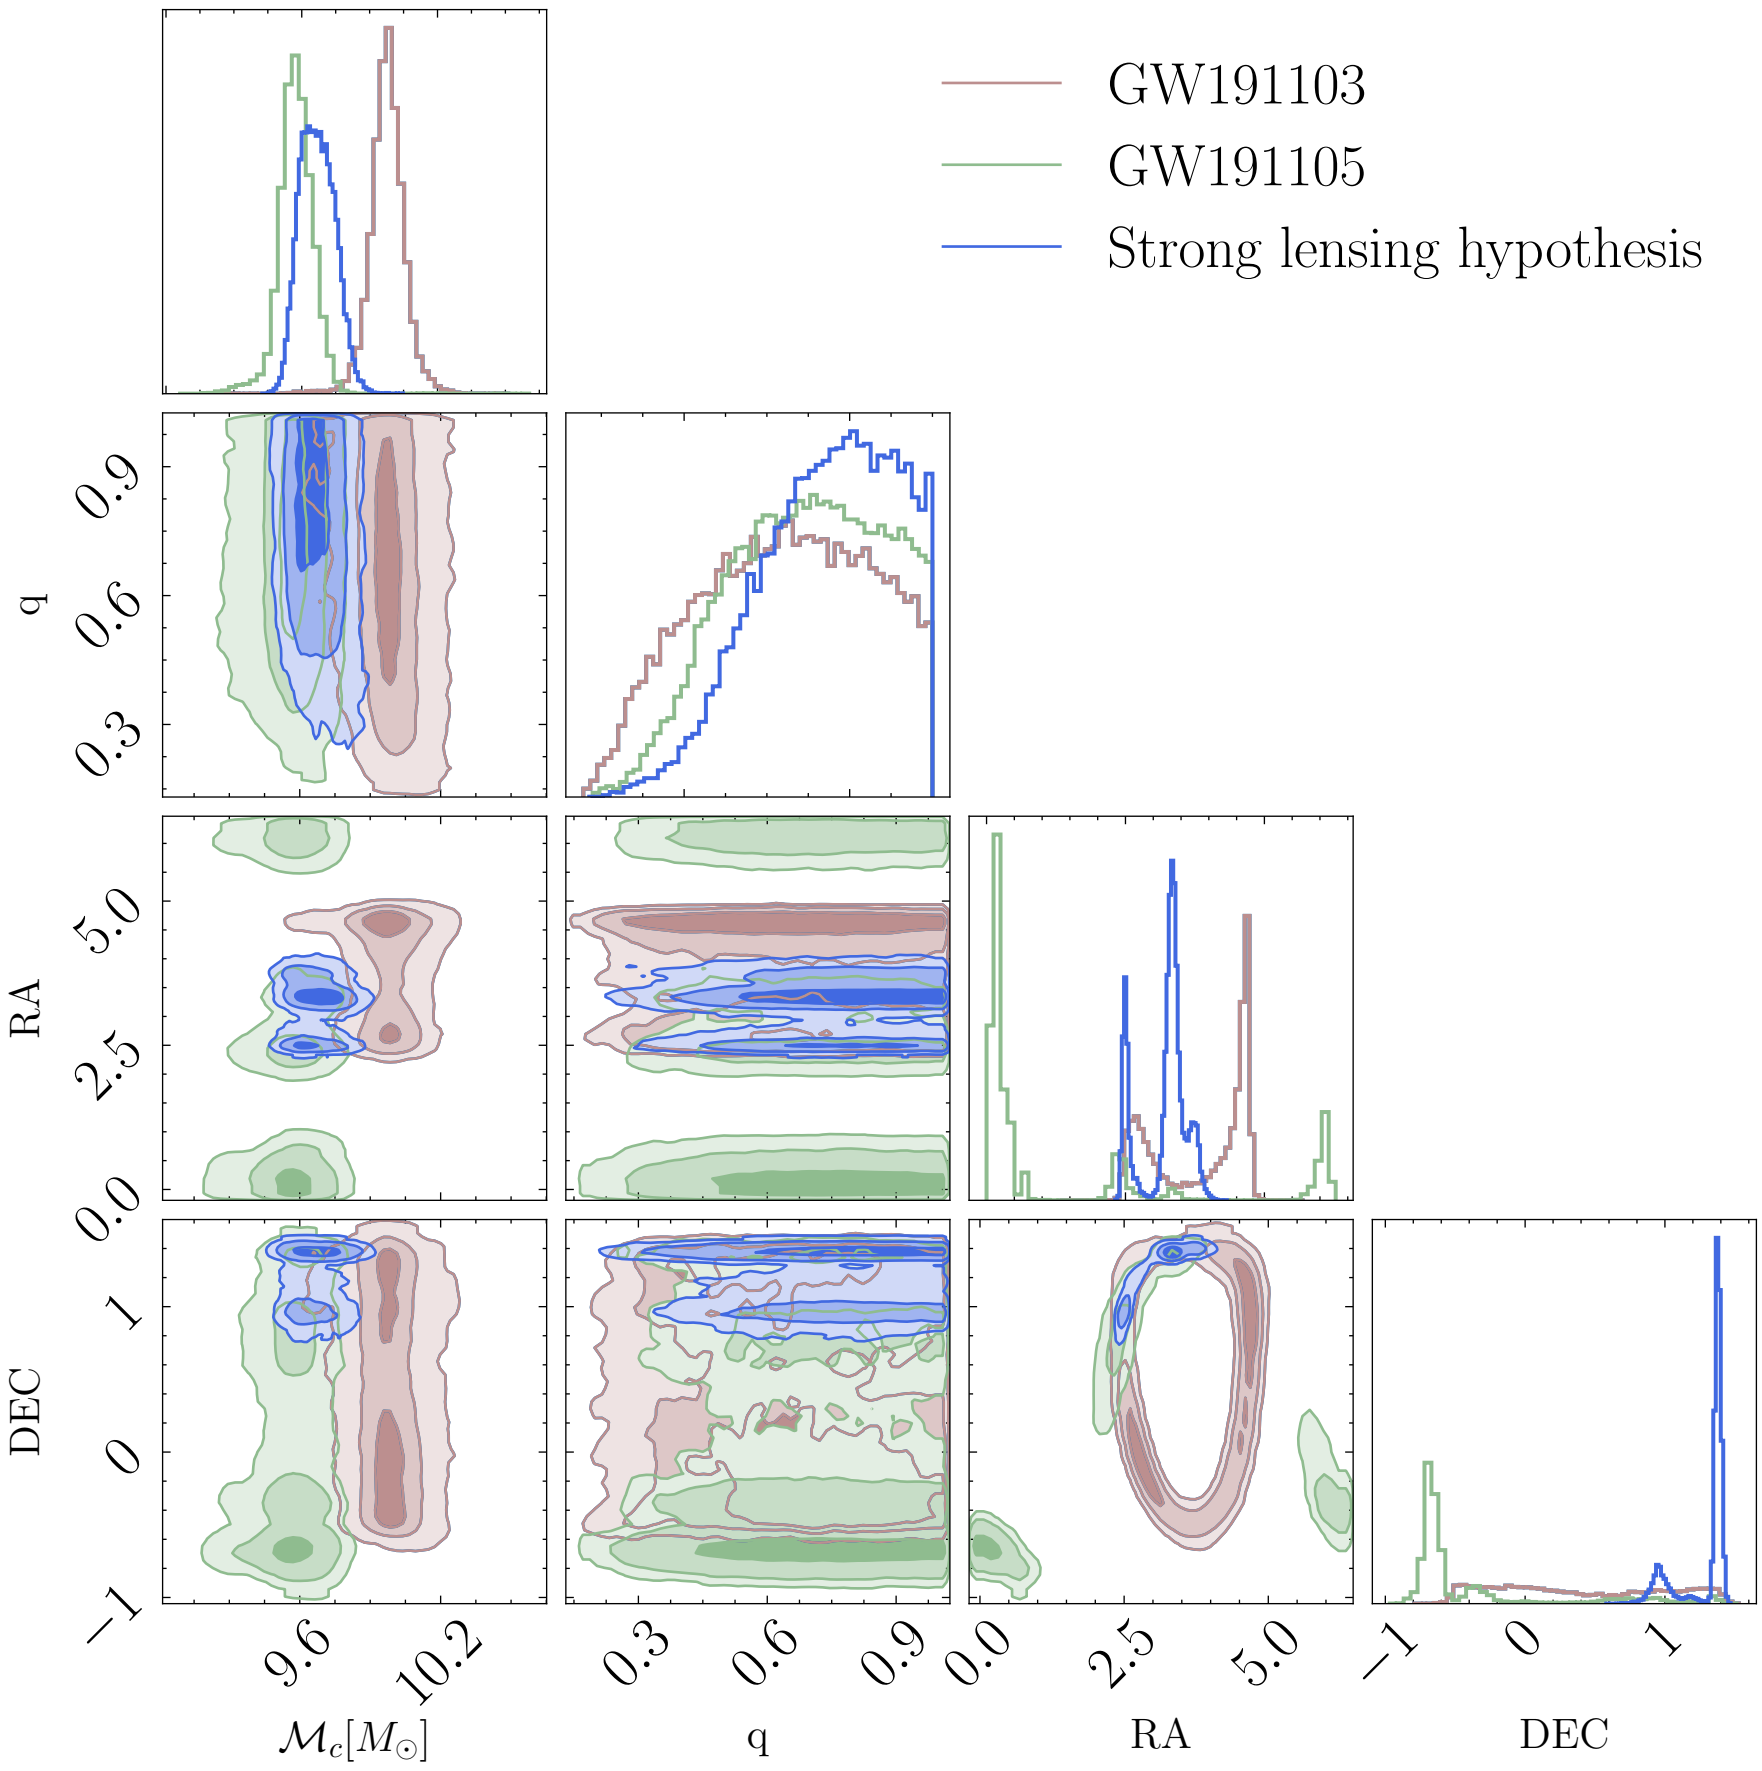 GW191103
GW191105
Strong lensing hypothesis
0.9
0.6
0.3
q
5.0
2.5
0.0
RA
1
0
−1
DEC
9.6 10.2 0.3 0.6 0.9 0.0 2.5 5.0 −1 0 1
ℳc[M⊙] q RA DEC